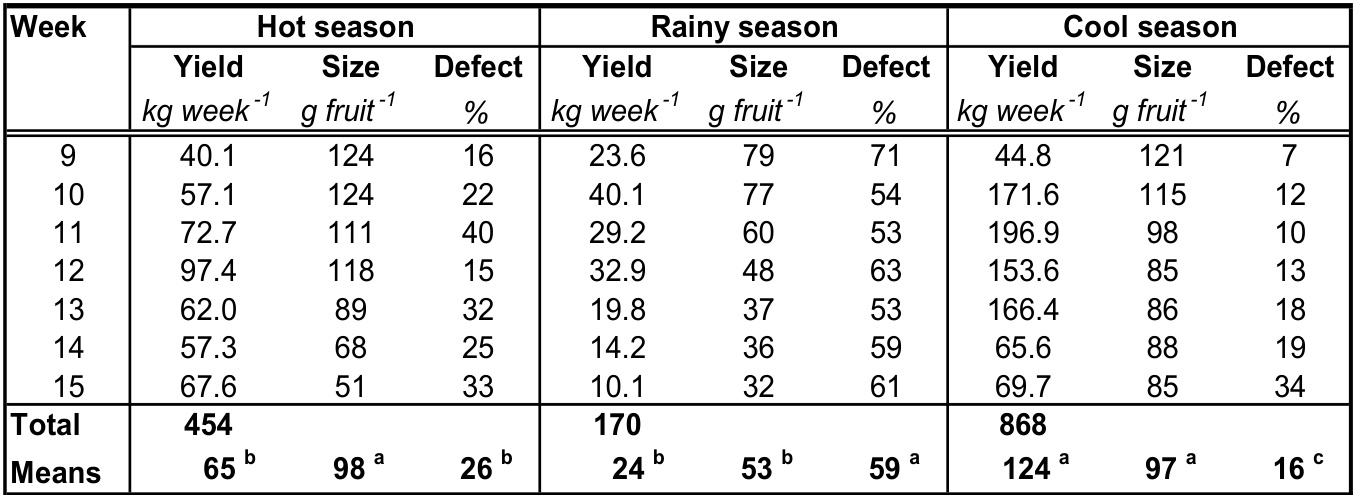 Week Hot season Rainy season Cool season
Yield Size Defect Yield Size Defect Yield Size Defect
kg week⁻¹ g fruit⁻¹ % kg week⁻¹ g fruit⁻¹ % kg week⁻¹ g fruit⁻¹ %
9 40.1 124 16 23.6 79 71 44.8 121 7
10 57.1 124 22 40.1 77 54 171.6 115 12
11 72.7 111 40 29.2 60 53 196.9 98 10
12 97.4 118 15 32.9 48 63 153.6 85 13
13 62.0 89 32 19.8 37 53 166.4 86 18
14 57.3 68 25 14.2 36 59 65.6 88 19
15 67.6 51 33 10.1 32 61 69.7 85 34
Total 454 170 868
Means 65 b 98 a 26 b 24 b 53 b 59 a 124 a 97 a 16 c